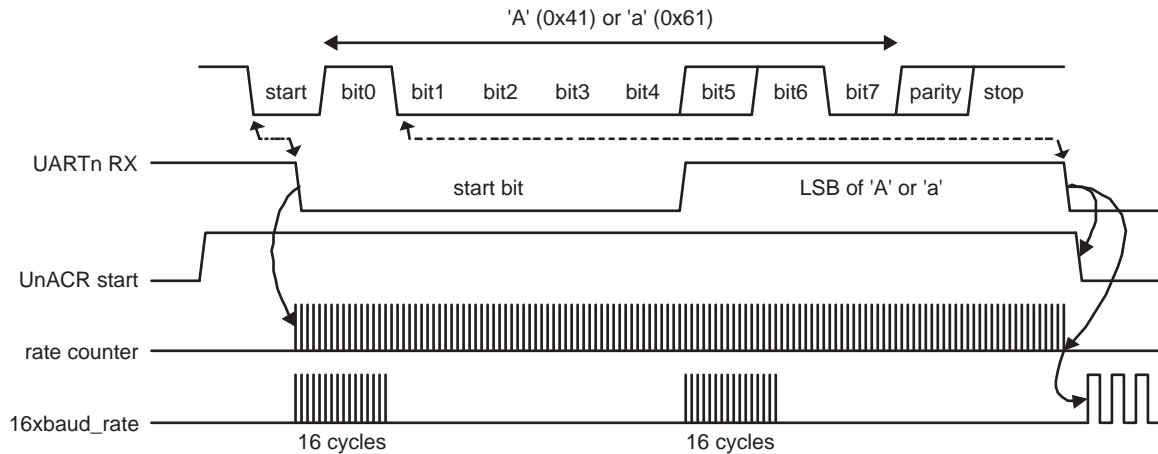 'A' (0x41) or 'a' (0x61)
start bit0 bit1 bit2 bit3 bit4 bit5 bit6 bit7 parity stop
UARTn RX
start bit
LSB of 'A' or 'a'
UnACR start
rate counter
16xbaud_rate
16 cycles
16 cycles